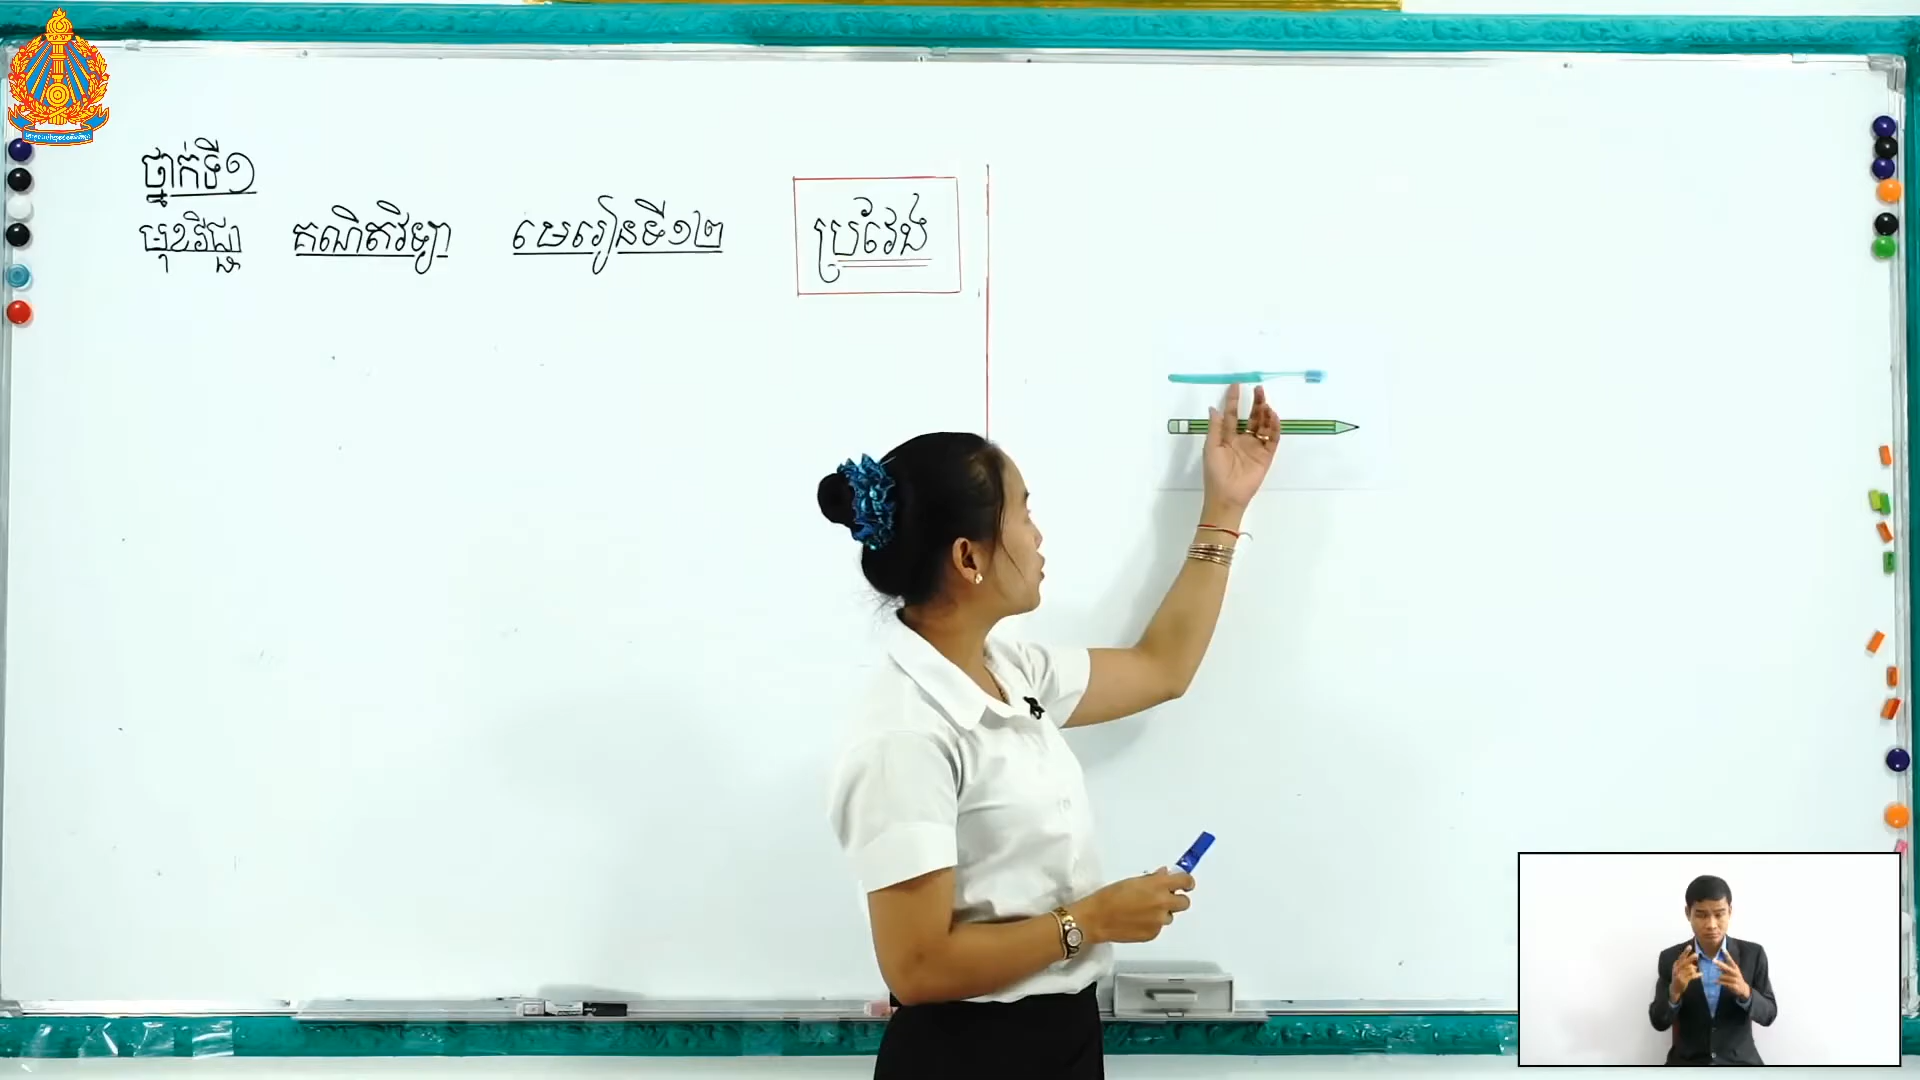 ថ្នាក់ទី១
មុខវិជ្ជា គណិតវិទ្យា មេរៀនទី១២ ប្រវែង